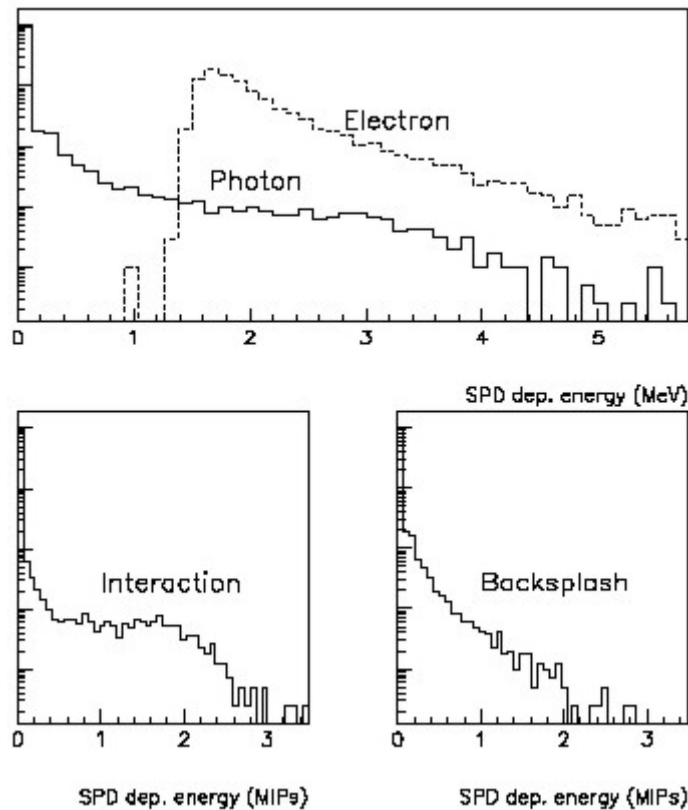 Electron
Photon
0 1 2 3 4 5
SPD dep. energy (MeV)
Interaction
Backsplash
0 1 2 3
0 1 2 3
SPD dep. energy (MIPs)
SPD dep. energy (MIPs)